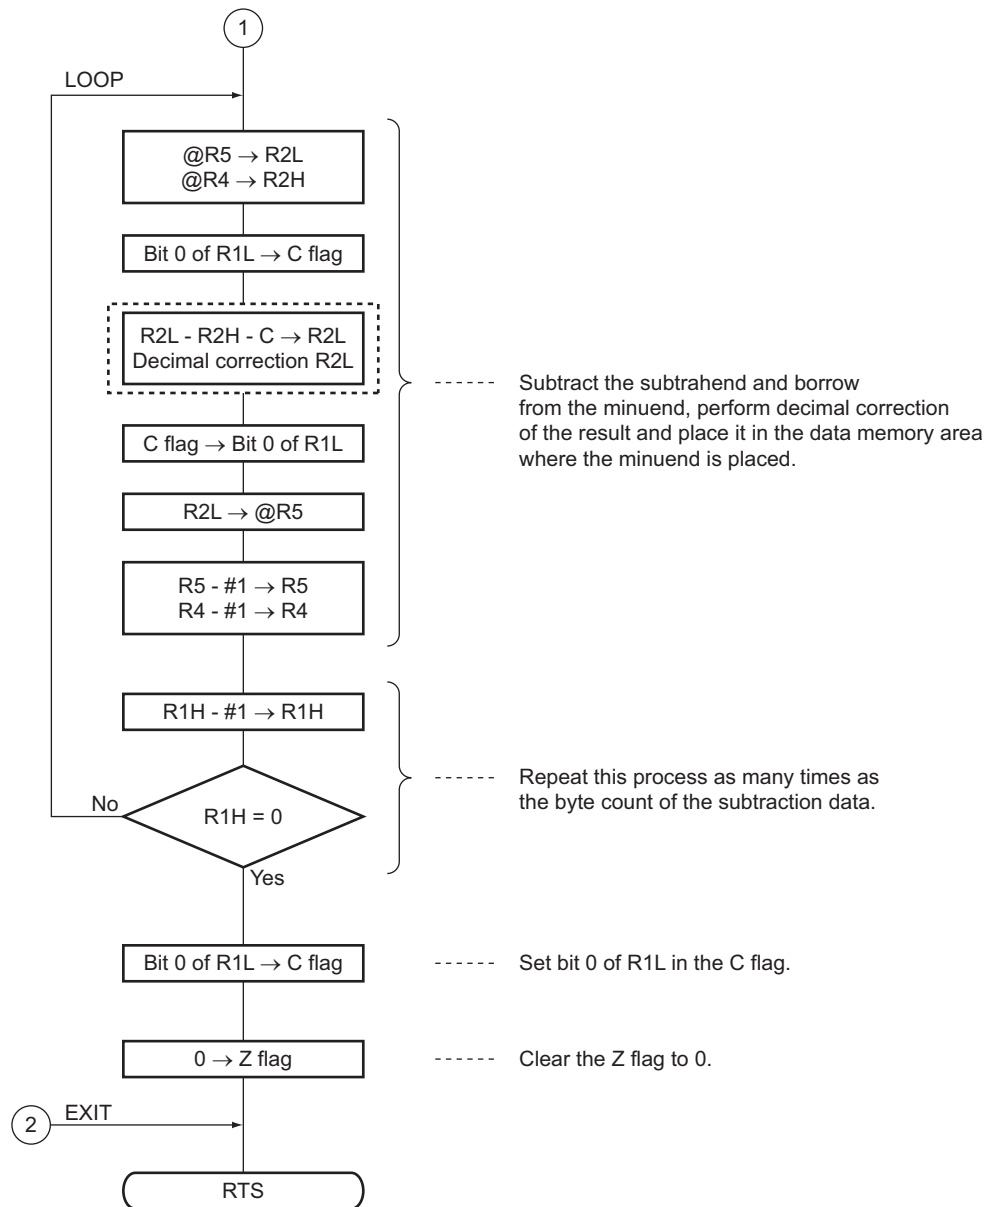 1
LOOP
@R5 → R2L
@R4 → R2H
Bit 0 of R1L → C flag
R2L - R2H - C → R2L
Decimal correction R2L
Subtract the subtrahend and borrow
from the minuend, perform decimal correction
of the result and place it in the data memory area
where the minuend is placed.
C flag → Bit 0 of R1L
R2L → @R5
R5 - #1 → R5
R4 - #1 → R4
R1H - #1 → R1H
Repeat this process as many times as
the byte count of the subtraction data.
No
R1H = 0
Yes
Bit 0 of R1L → C flag
Set bit 0 of R1L in the C flag.
0 → Z flag
Clear the Z flag to 0.
2
EXIT
RTS